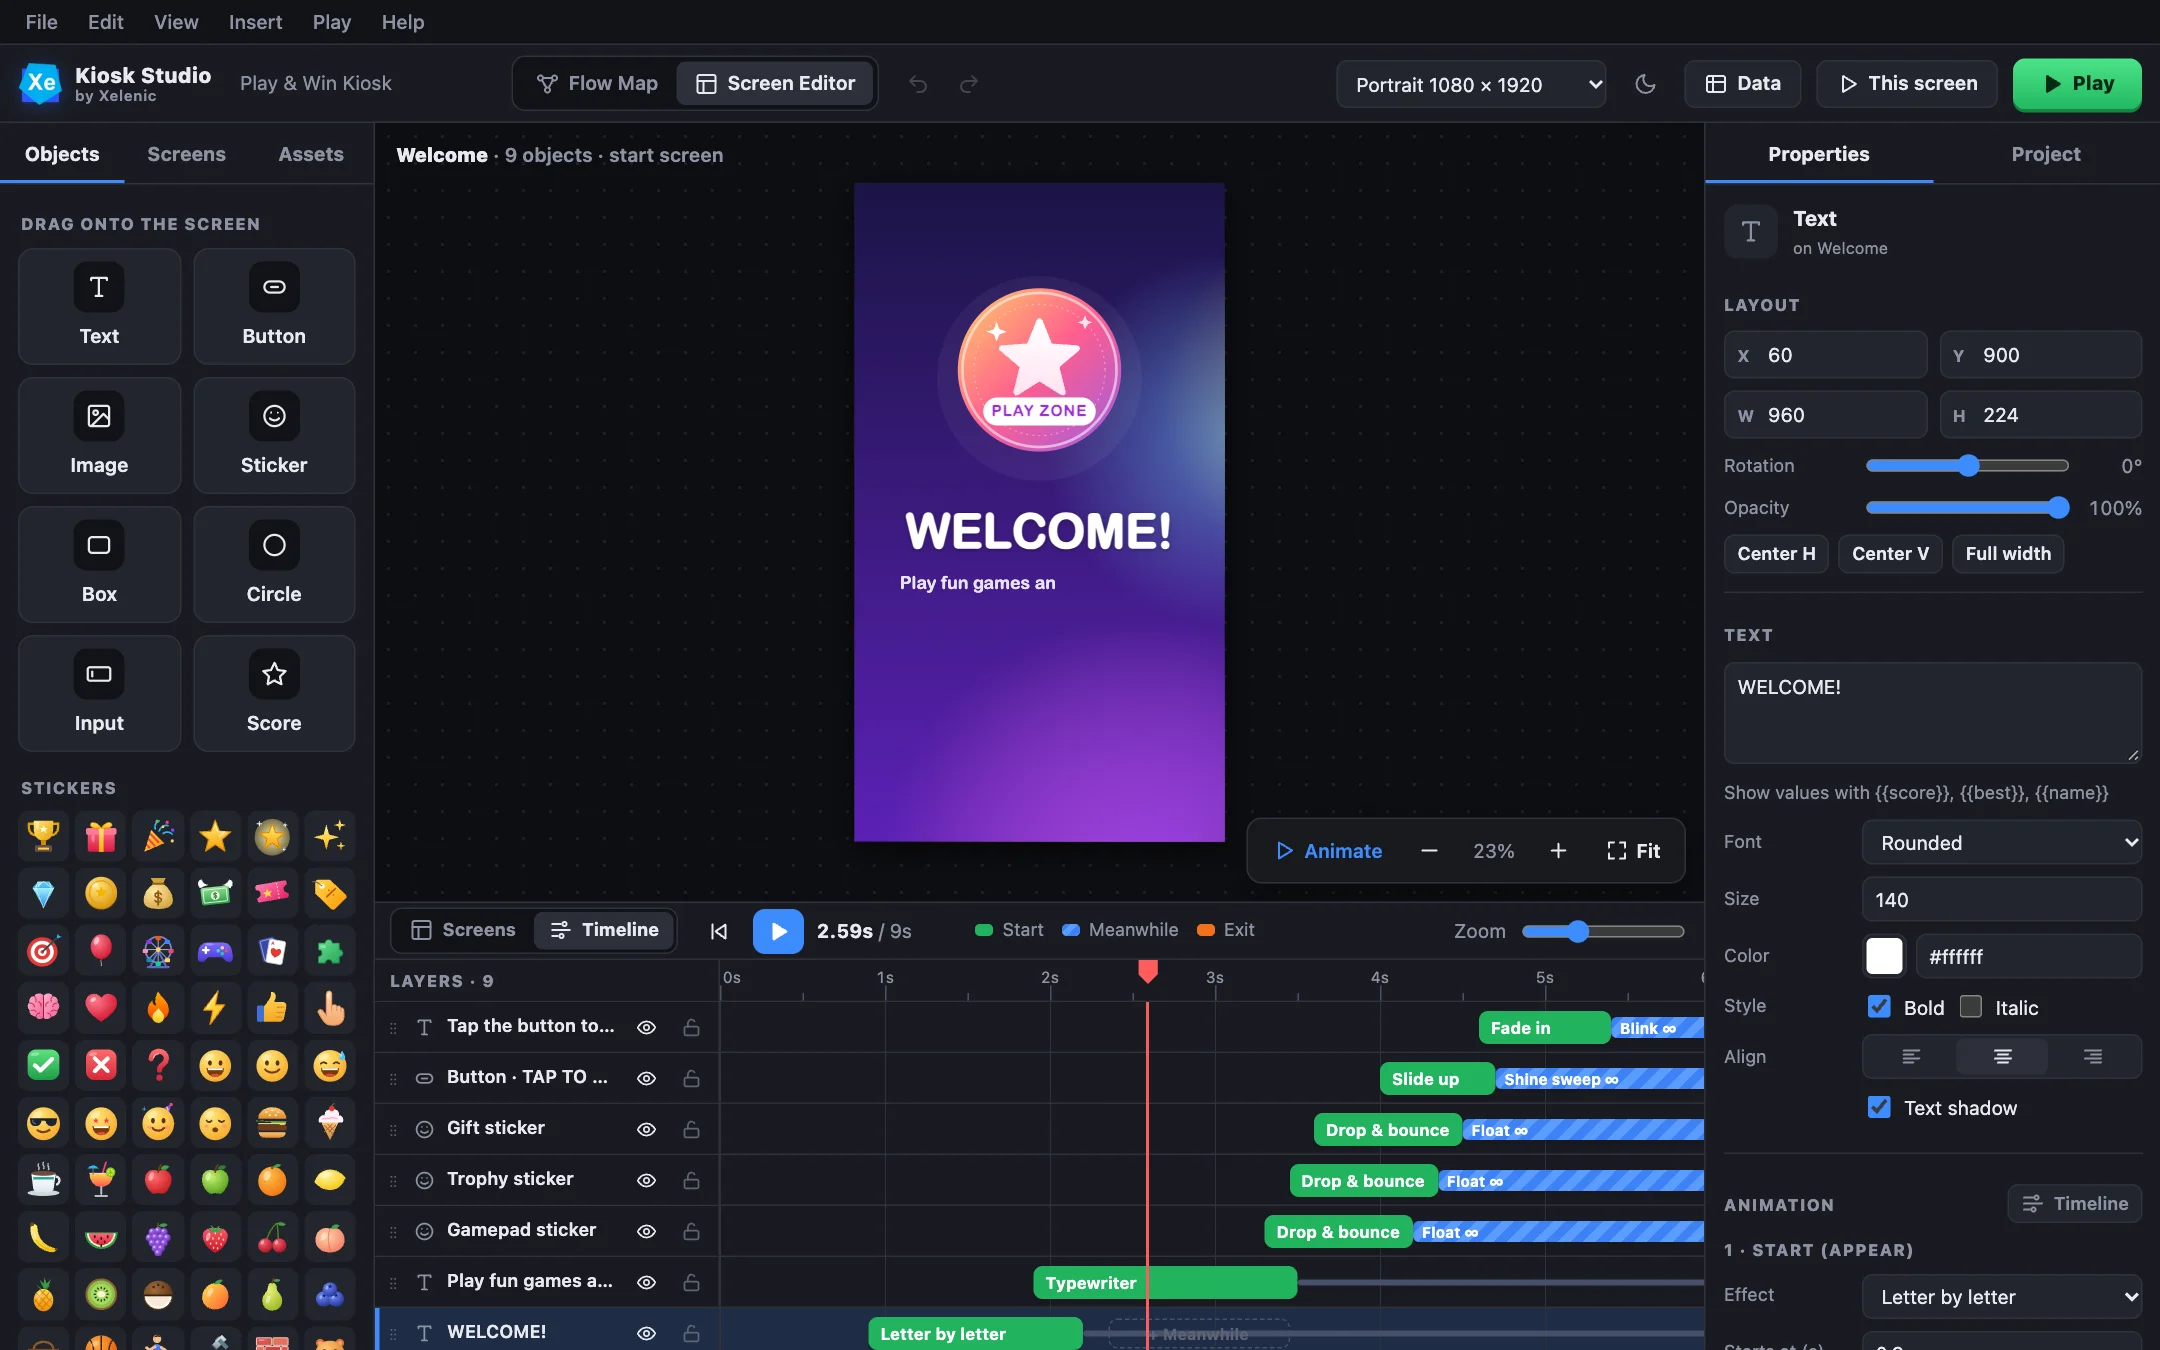 File Edit View Insert Play Help
Xe Kiosk Studio by Xelenic Play & Win Kiosk
Flow Map Screen Editor
Portrait 1080 × 1920
Data This screen Play
Objects Screens Assets
DRAG ONTO THE SCREEN
Text Button
Image Sticker
Box Circle
Input Score
STICKERS
Welcome · 9 objects · start screen
PLAY ZONE
WELCOME!
Play fun games an
Animate − 23% + Fit
Screens Timeline
2.59s / 9s
Start Meanwhile Exit
Zoom
LAYERS · 9
0s 1s 2s 3s 4s 5s
Tap the button to... Fade in Blink ∞
Button · TAP TO ... Slide up Shine sweep ∞
Gift sticker Drop & bounce Float ∞
Trophy sticker Drop & bounce Float ∞
Gamepad sticker Drop & bounce Float ∞
Play fun games a... Typewriter
WELCOME! Letter by letter + Meanwhile
Properties Project
Text
on Welcome
LAYOUT
X 60 Y 900
W 960 H 224
Rotation 0°
Opacity 100%
Center H Center V Full width
TEXT
WELCOME!
Show values with {{score}}, {{best}}, {{name}}
Font Rounded
Size 140
Color #ffffff
Style Bold Italic
Align
Text shadow
ANIMATION Timeline
1 · START (APPEAR)
Effect Letter by letter